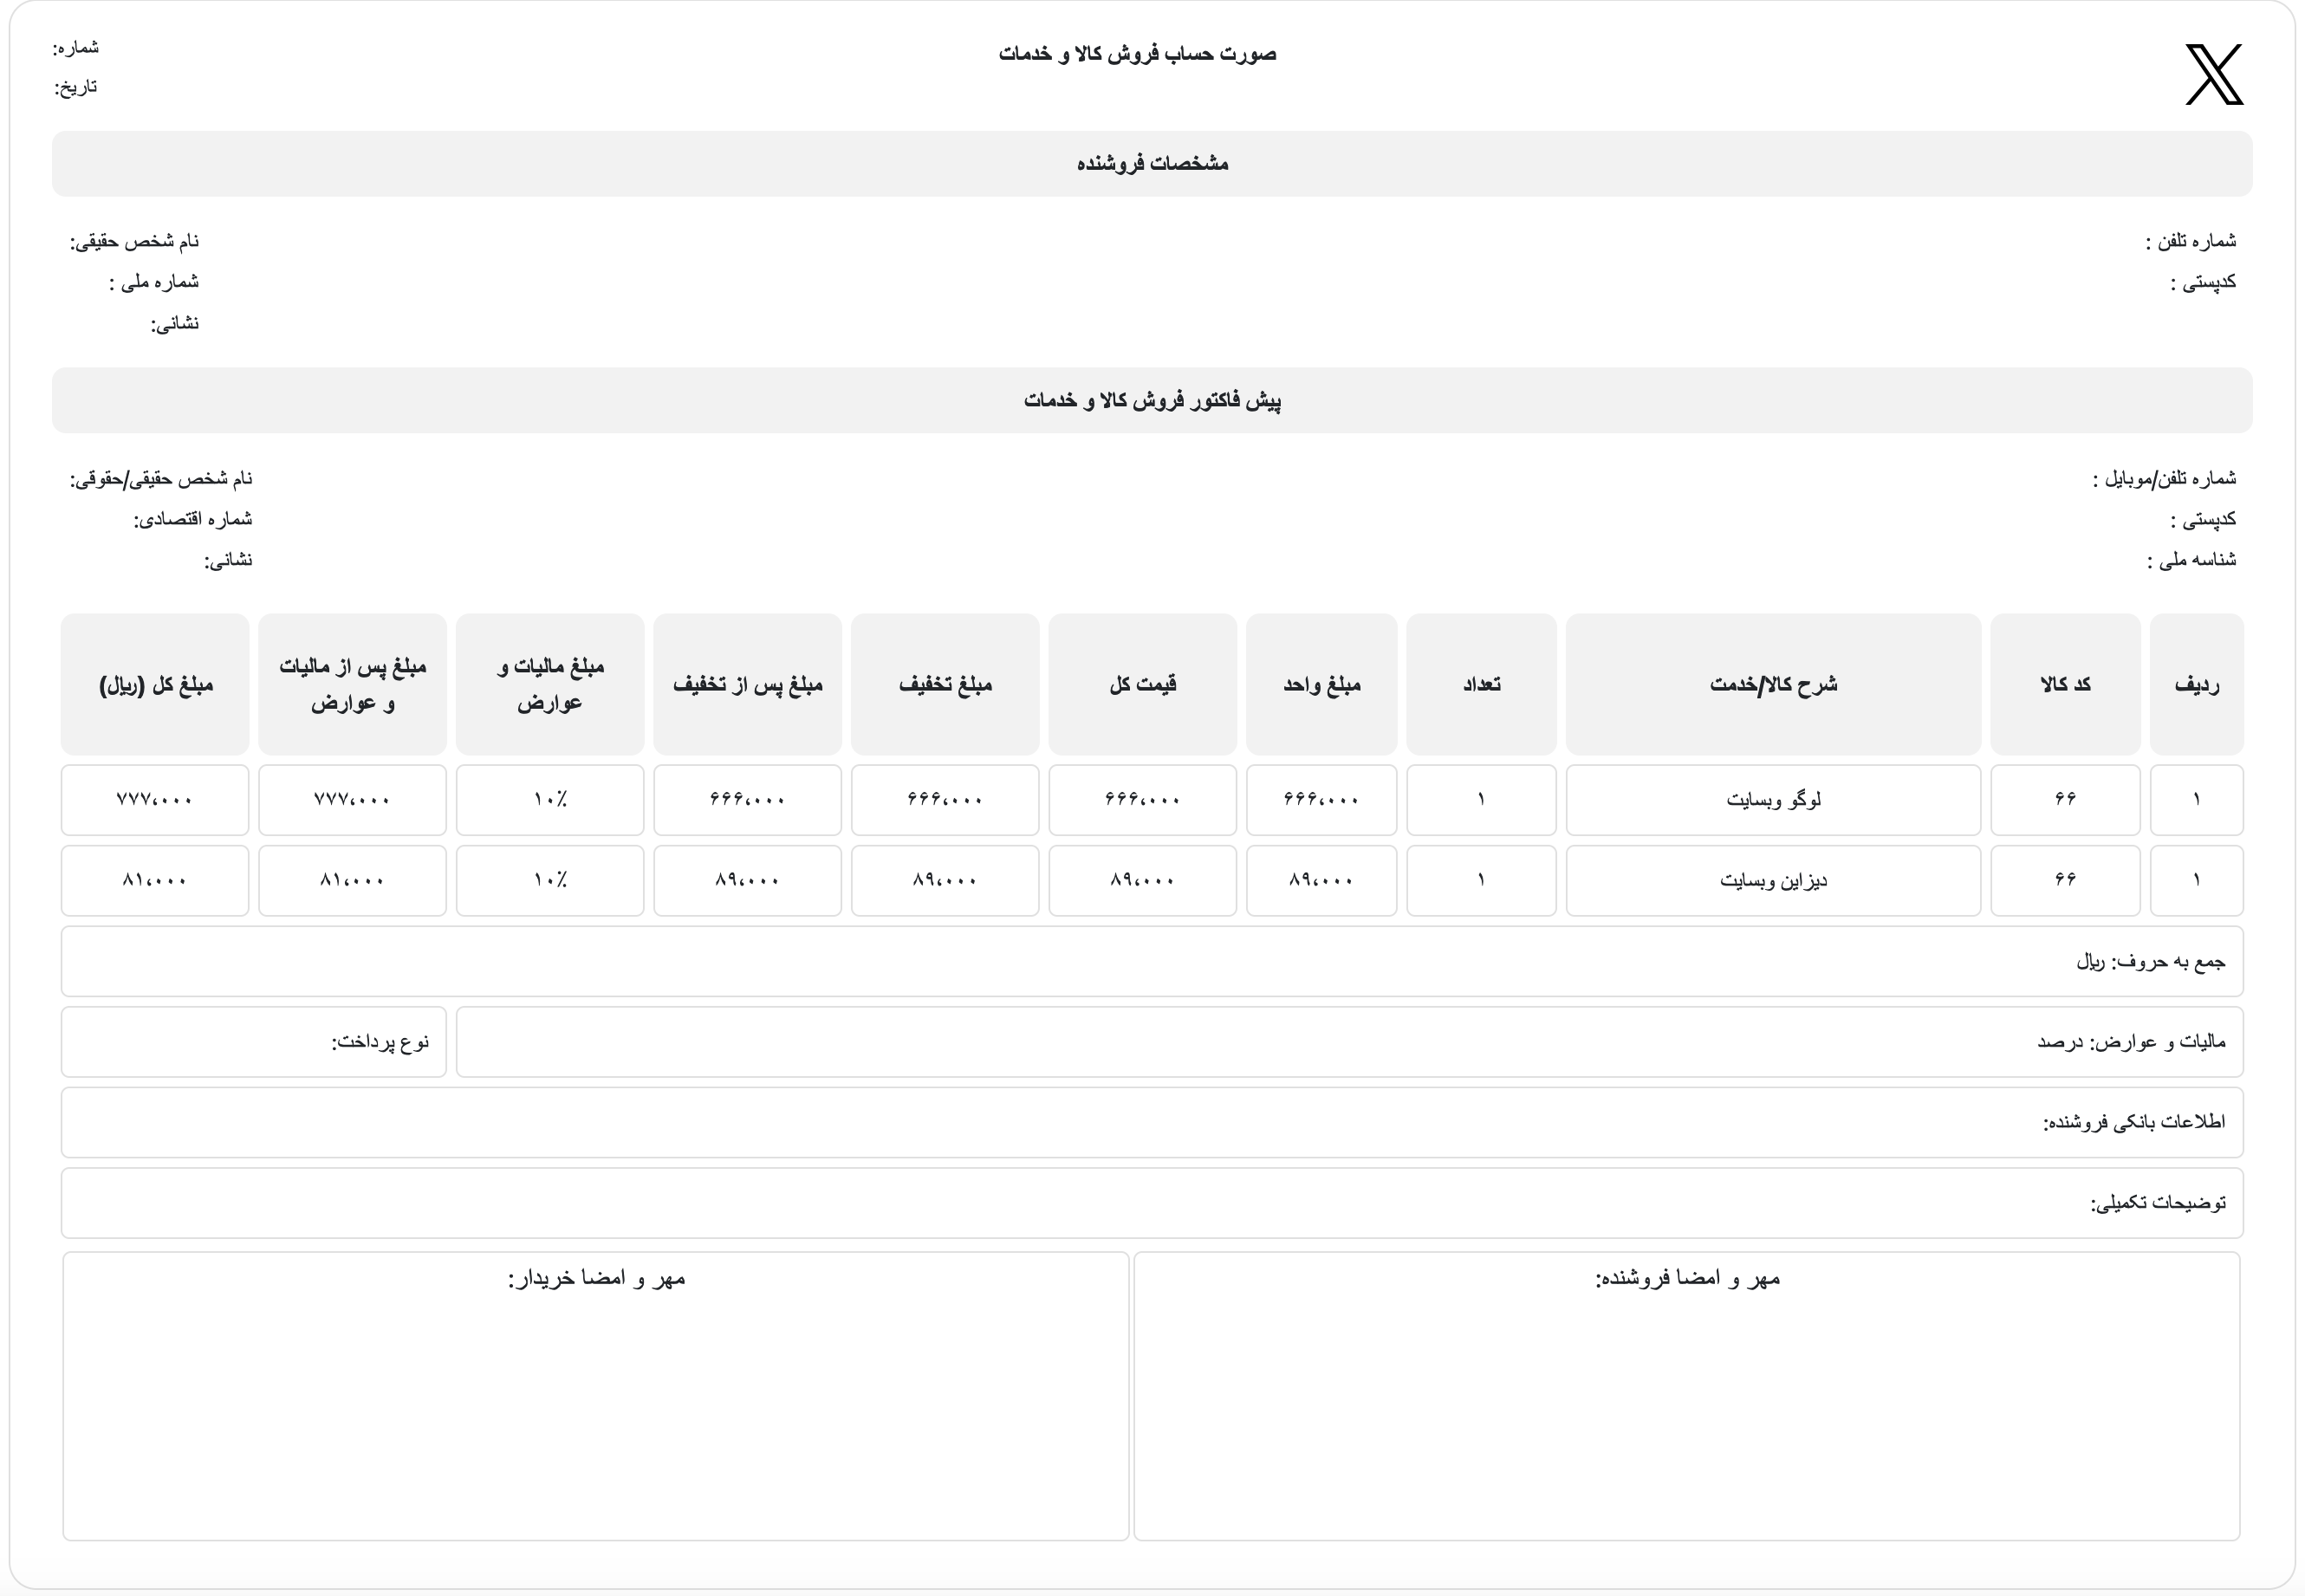 صورت حساب فروش کالا و خدمات
شماره:
تاریخ:
مشخصات فروشنده
شماره تلفن :
نام شخص حقیقی:
کدپستی :
شماره ملی :
نشانی:
پیش فاکتور فروش کالا و خدمات
شماره تلفن/موبایل :
نام شخص حقیقی/حقوقی:
کدپستی :
شماره اقتصادی:
شناسه ملی :
نشانی:
ردیف کد کالا شرح کالا/خدمت تعداد مبلغ واحد قیمت کل مبلغ تخفیف مبلغ پس از تخفیف مبلغ مالیات و عوارض مبلغ پس از مالیات و عوارض مبلغ کل (ریال)
۱ ۶۶ لوگو وبسایت ۱ ۶۶۶،۰۰۰ ۶۶۶،۰۰۰ ۶۶۶،۰۰۰ ۶۶۶،۰۰۰ ۱۰٪ ۷۷۷،۰۰۰ ۷۷۷،۰۰۰
۱ ۶۶ دیزاین وبسایت ۱ ۸۹،۰۰۰ ۸۹،۰۰۰ ۸۹،۰۰۰ ۸۹،۰۰۰ ۱۰٪ ۸۱،۰۰۰ ۸۱،۰۰۰
جمع به حروف: ریال
مالیات و عوارض: درصد
نوع پرداخت:
اطلاعات بانکی فروشنده:
توضیحات تکمیلی:
مهر و امضا فروشنده:
مهر و امضا خریدار: